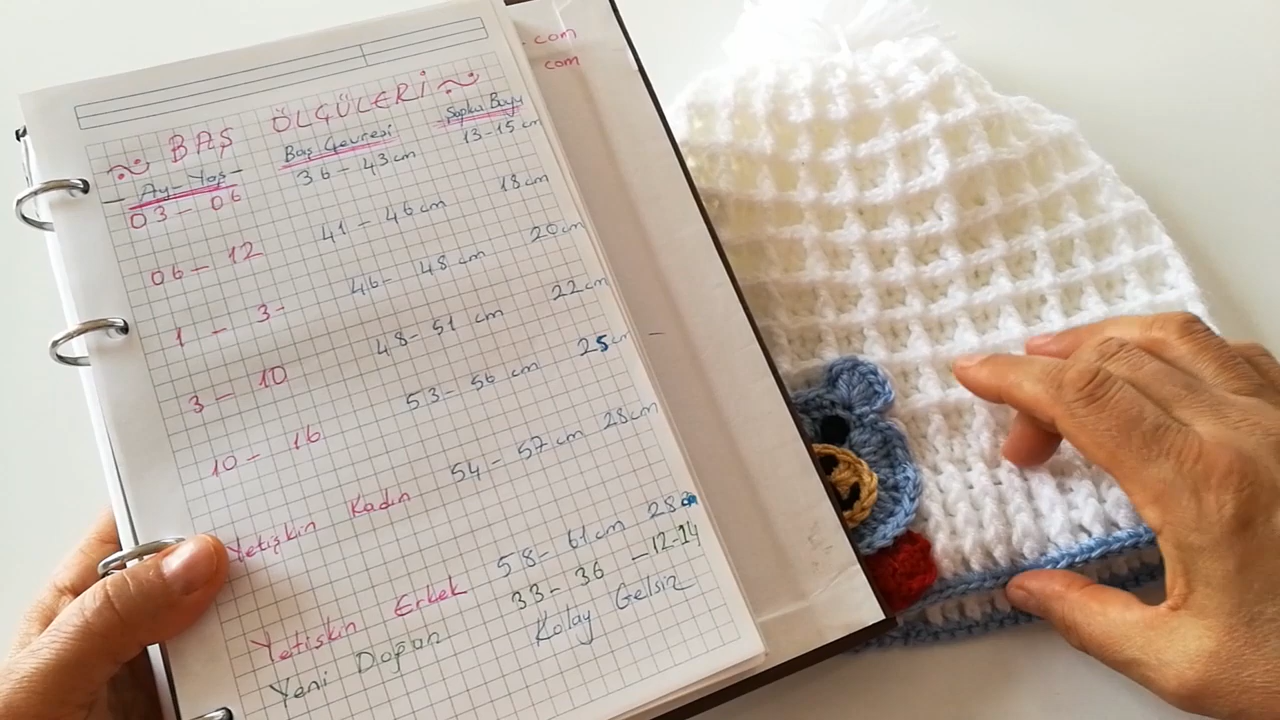 ~ BAŞ ÖLÇÜLERİ ~
- Ay - Yaş - Baş Çevresi Şapka Boyu
03 - 06 36 - 43 cm 13 - 15 cm
06 - 12 41 - 46 cm 18 cm
1 - 3 - 46 - 48 cm 20 cm
3 - 10 48 - 51 cm 22 cm
10 - 16 53 - 56 cm 25 cm
Yetişkin Kadın 54 - 57 cm 28 cm
Yetişkin Erkek 58 - 61 cm 28 cm
Yeni Doğan 33 - 36 - 12-14
Kolay Gelsin
com
com